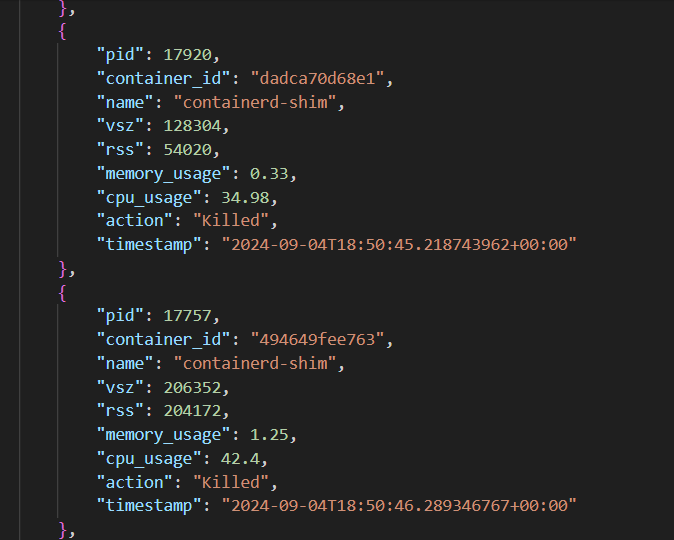 },
{
"pid": 17920,
"container_id": "dadca70d68e1",
"name": "containerd-shim",
"vsz": 128304,
"rss": 54020,
"memory_usage": 0.33,
"cpu_usage": 34.98,
"action": "Killed",
"timestamp": "2024-09-04T18:50:45.218743962+00:00"
},
{
"pid": 17757,
"container_id": "494649fee763",
"name": "containerd-shim",
"vsz": 206352,
"rss": 204172,
"memory_usage": 1.25,
"cpu_usage": 42.4,
"action": "Killed",
"timestamp": "2024-09-04T18:50:46.289346767+00:00"
},